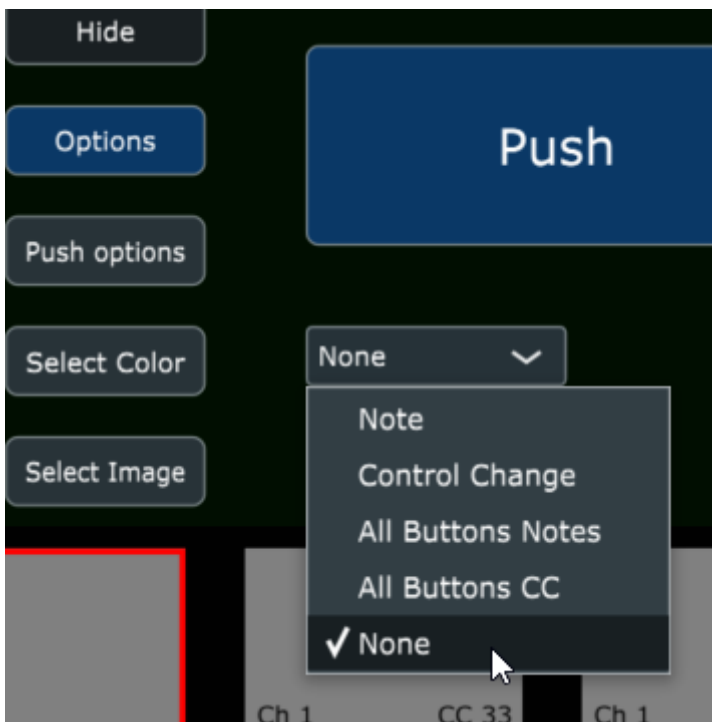 Hide
Options
Push
Push options
Select Color
None
Note
Select Image
Control Change
All Buttons Notes
All Buttons CC
None
Ch 1
CC 33
Ch 1